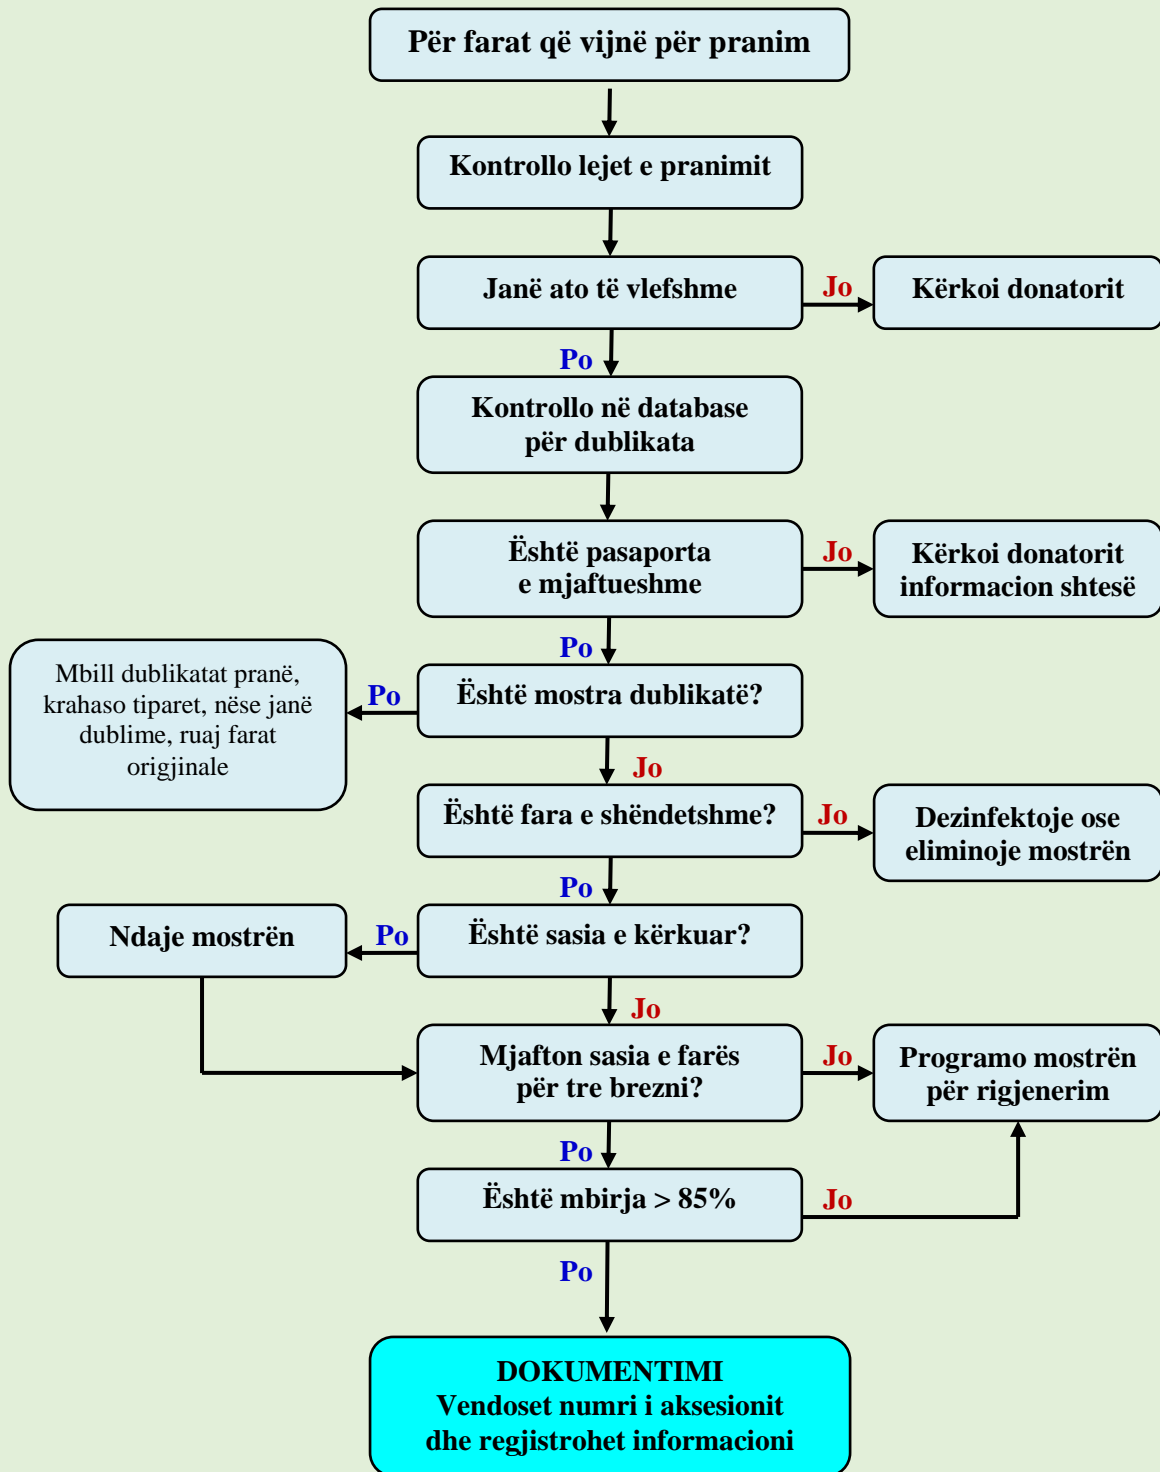 Për farat që vijnë për pranim
Kontrollo lejet e pranimit
Janë ato të vlefshme
Jo
Kërkoi donatorit
Po
Kontrollo në database
për dublikata
Është pasaporta
e mjaftueshme
Jo
Kërkoi donatorit
informacion shtesë
Po
Mbill dublikatat pranë,
krahaso tiparet, nëse janë
dublime, ruaj farat
origjinale
Po
Është mostra dublikatë?
Jo
Është fara e shëndetshme?
Jo
Dezinfektoje ose
eliminoje mostrën
Po
Ndaje mostrën
Po
Është sasia e kërkuar?
Jo
Mjafton sasia e farës
për tre brezni?
Jo
Programo mostrën
për rigjenerim
Po
Është mbirja > 85%
Jo
Po
DOKUMENTIMI
Vendoset numri i aksesionit
dhe regjistrohet informacioni